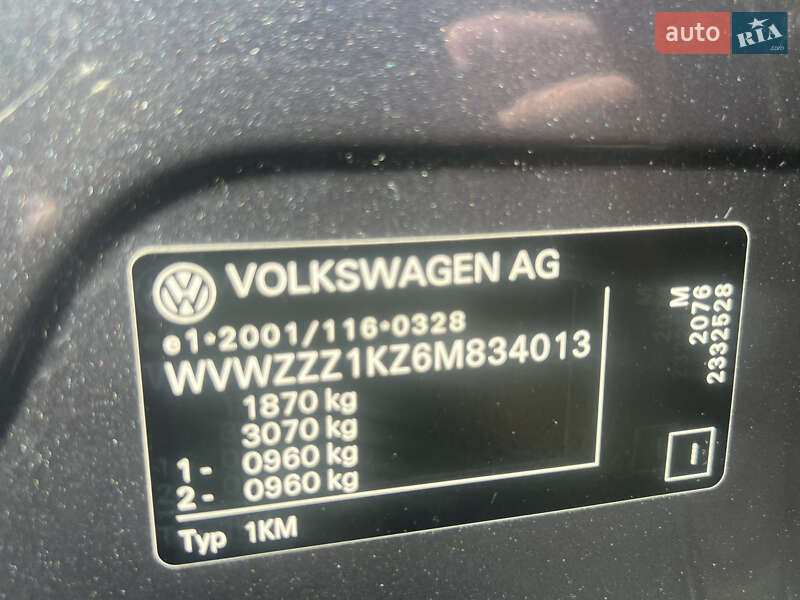 auto RIA .com
VOLKSWAGEN AG
e1*2001/116*0328
WVWZZZ1KZ6M834013
1870 kg
3070 kg
1- 0960 kg
2- 0960 kg
Typ 1KM
M
2076
2332528